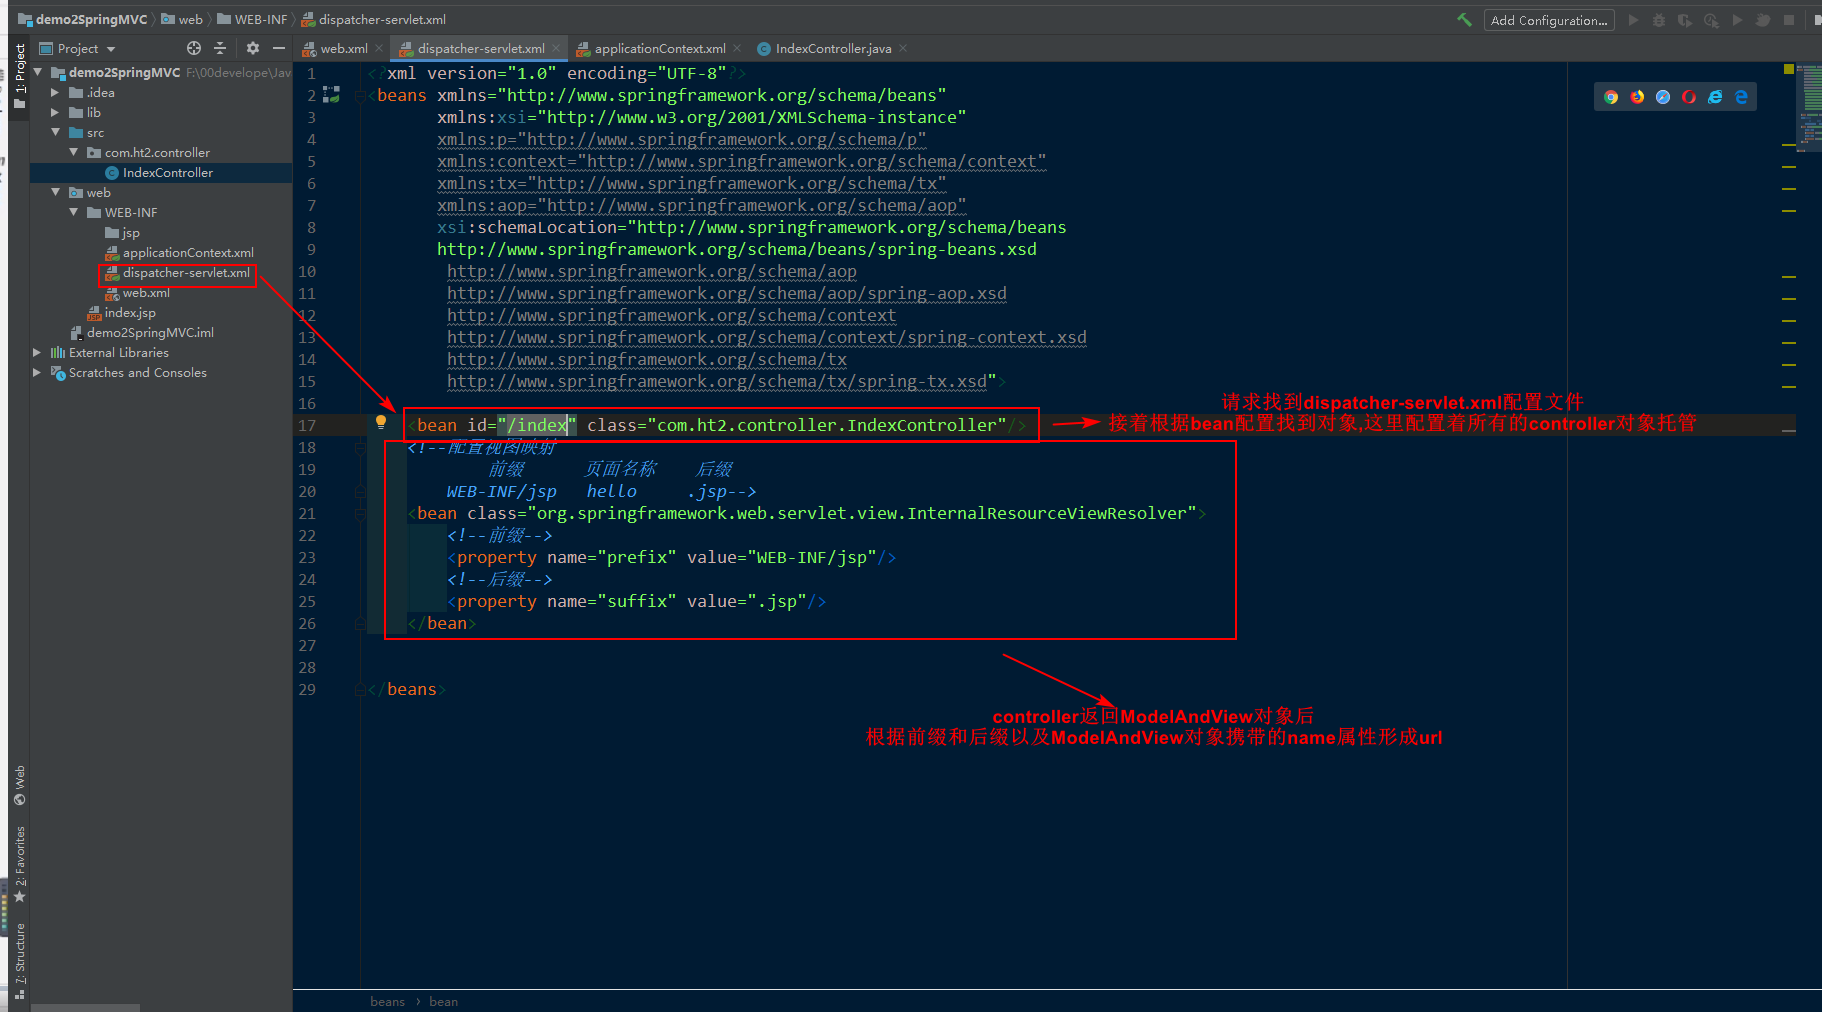 demo2SpringMVC web WEB-INF dispatcher-servlet.xml
Add Configuration...
Project
web.xml
dispatcher-servlet.xml
applicationContext.xml
IndexController.java
1: Project
demo2SpringMVC F:\00develope\Jav
.idea
lib
src
com.ht2.controller
IndexController
web
WEB-INF
jsp
applicationContext.xml
dispatcher-servlet.xml
web.xml
index.jsp
demo2SpringMVC.iml
External Libraries
Scratches and Consoles
Web
2: Favorites
7: Structure
1 <?xml version="1.0" encoding="UTF-8"?>
2 <beans xmlns="http://www.springframework.org/schema/beans"
3 xmlns:xsi="http://www.w3.org/2001/XMLSchema-instance"
4 xmlns:p="http://www.springframework.org/schema/p"
5 xmlns:context="http://www.springframework.org/schema/context"
6 xmlns:tx="http://www.springframework.org/schema/tx"
7 xmlns:aop="http://www.springframework.org/schema/aop"
8 xsi:schemaLocation="http://www.springframework.org/schema/beans
9 http://www.springframework.org/schema/beans/spring-beans.xsd
10 http://www.springframework.org/schema/aop
11 http://www.springframework.org/schema/aop/spring-aop.xsd
12 http://www.springframework.org/schema/context
13 http://www.springframework.org/schema/context/spring-context.xsd
14 http://www.springframework.org/schema/tx
15 http://www.springframework.org/schema/tx/spring-tx.xsd">
16
17 <bean id="/index" class="com.ht2.controller.IndexController"/>
18 <!--配置视图映射
19 前缀 页面名称 后缀
20 WEB-INF/jsp hello .jsp-->
21 <bean class="org.springframework.web.servlet.view.InternalResourceViewResolver">
22 <!--前缀-->
23 <property name="prefix" value="WEB-INF/jsp"/>
24 <!--后缀-->
25 <property name="suffix" value=".jsp"/>
26 </bean>
27
28
29 </beans>
请求找到dispatcher-servlet.xml配置文件
接着根据bean配置找到对象,这里配置着所有的controller对象托管
controller返回ModelAndView对象后
根据前缀和后缀以及ModelAndView对象携带的name属性形成url
beans › bean